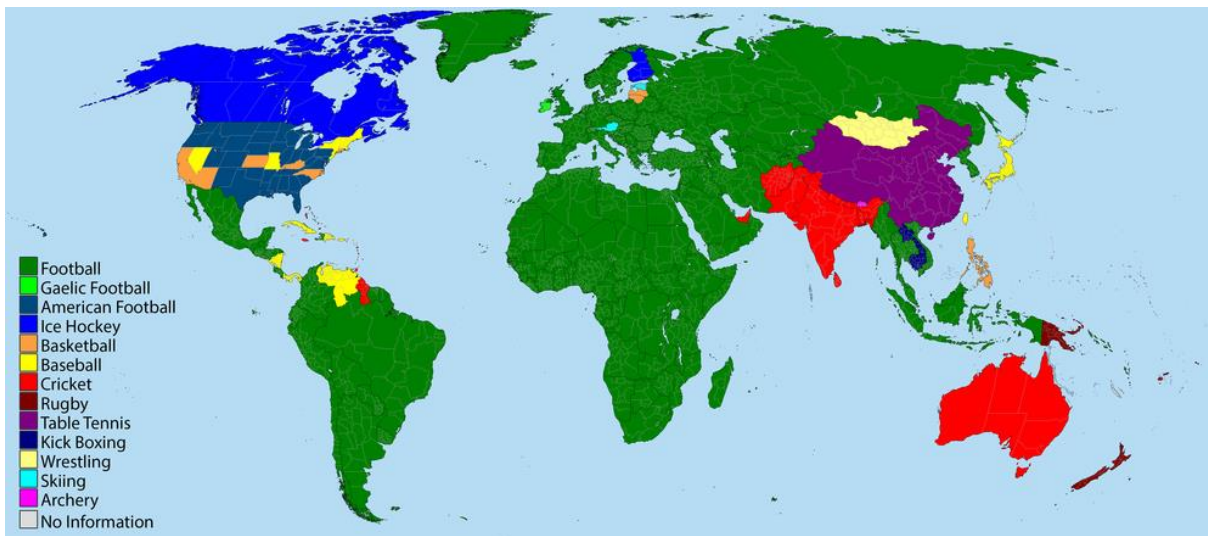 Football
Gaelic Football
American Football
Ice Hockey
Basketball
Baseball
Cricket
Rugby
Table Tennis
Kick Boxing
Wrestling
Skiing
Archery
No Information